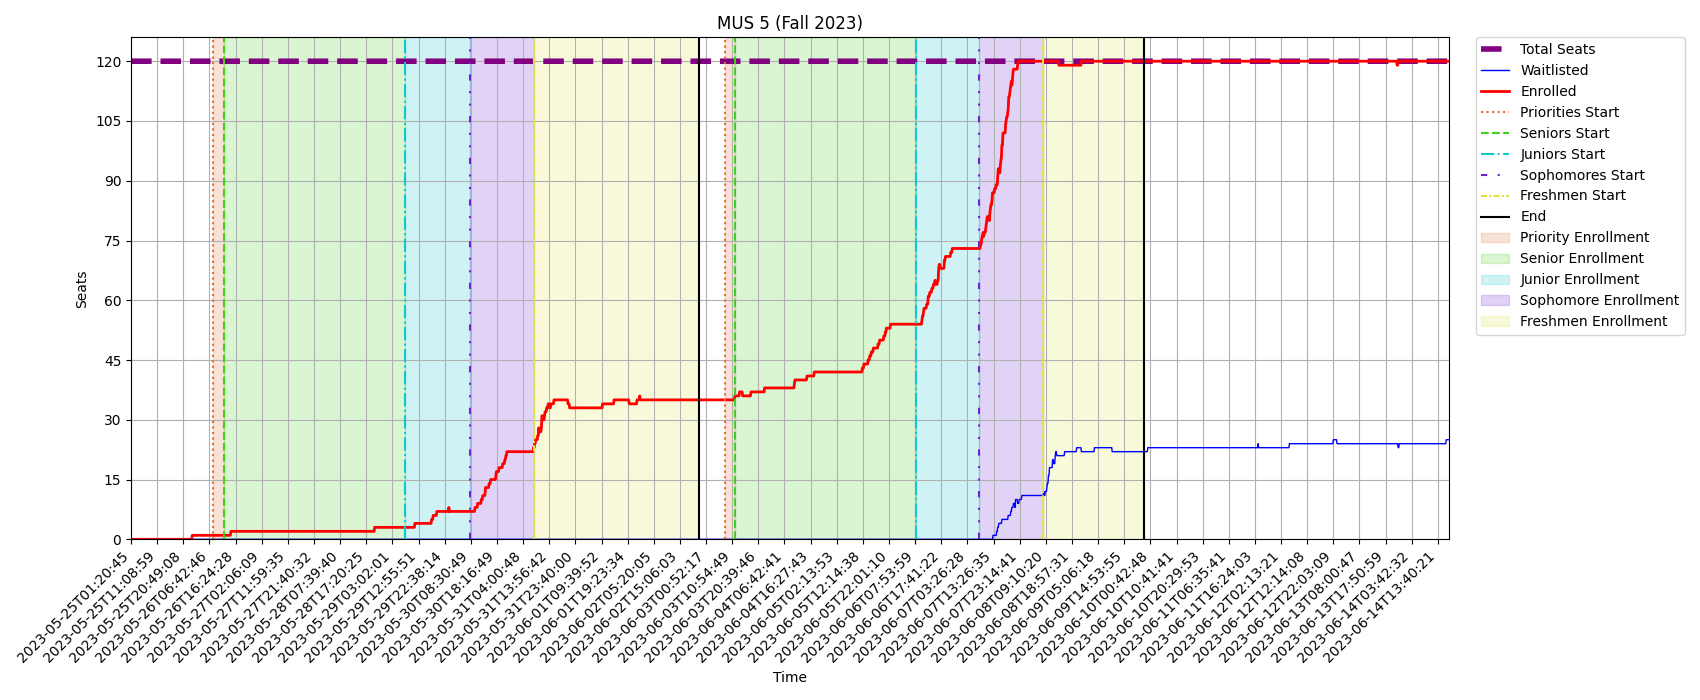 MUS 5 (Fall 2023)
Seats
120
105
90
75
60
45
30
15
0
2023-05-25T01:20:45
2023-05-25T11:08:59
2023-05-25T20:49:08
2023-05-26T06:42:46
2023-05-26T16:24:28
2023-05-27T02:06:09
2023-05-27T11:59:35
2023-05-27T21:40:32
2023-05-28T07:39:40
2023-05-28T17:20:25
2023-05-29T03:02:01
2023-05-29T12:55:51
2023-05-29T22:38:14
2023-05-30T08:30:49
2023-05-30T18:16:49
2023-05-31T04:00:48
2023-05-31T13:56:42
2023-05-31T23:40:00
2023-06-01T09:39:52
2023-06-01T19:23:34
2023-06-02T05:20:05
2023-06-02T15:06:03
2023-06-03T00:52:17
2023-06-03T10:54:49
2023-06-03T20:39:46
2023-06-04T06:42:41
2023-06-04T16:27:43
2023-06-05T02:13:53
2023-06-05T12:14:38
2023-06-05T22:01:10
2023-06-06T07:53:59
2023-06-06T17:41:22
2023-06-07T03:26:28
2023-06-07T13:26:35
2023-06-07T23:14:41
2023-06-08T09:10:20
2023-06-08T18:57:31
2023-06-09T05:06:18
2023-06-09T14:53:55
2023-06-10T00:42:48
2023-06-10T10:41:41
2023-06-10T20:29:53
2023-06-11T06:35:41
2023-06-11T16:24:03
2023-06-12T02:13:21
2023-06-12T12:14:08
2023-06-12T22:03:09
2023-06-13T08:00:47
2023-06-13T17:50:59
2023-06-14T03:42:32
2023-06-14T13:40:21
Time
Total Seats
Waitlisted
Enrolled
Priorities Start
Seniors Start
Juniors Start
Sophomores Start
Freshmen Start
End
Priority Enrollment
Senior Enrollment
Junior Enrollment
Sophomore Enrollment
Freshmen Enrollment